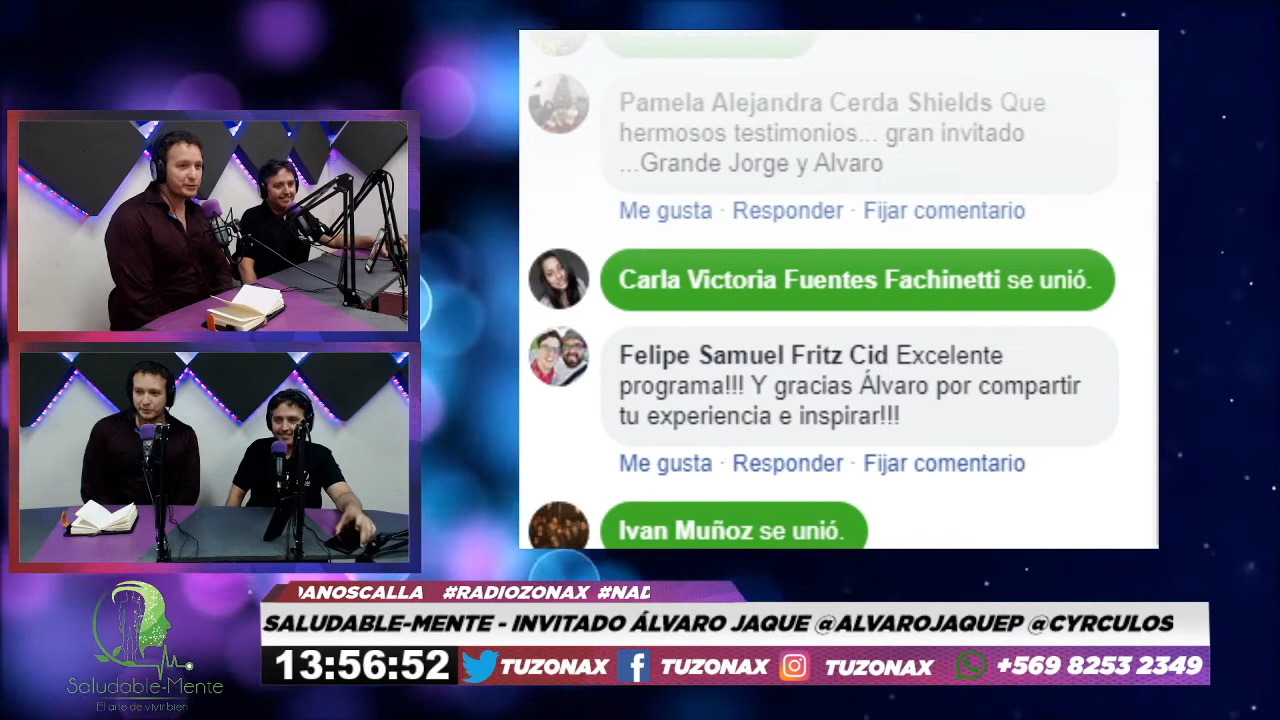 Pamela Alejandra Cerda Shields Que
hermosos testimonios... gran invitado
...Grande Jorge y Alvaro
Me gusta · Responder · Fijar comentario
Carla Victoria Fuentes Fachinetti se unió.
Felipe Samuel Fritz Cid Excelente
programa!!! Y gracias Álvaro por compartir
tu experiencia e inspirar!!!
Me gusta · Responder · Fijar comentario
Ivan Muñoz se unió.
Saludable-Mente
El arte de vivir bien
ANOSCALLA #RADIOZONAX #NAD
SALUDABLE-MENTE - INVITADO ÁLVARO JAQUE @ALVAROJAQUEP @CYRCULOS
13:56:52 TUZONAX TUZONAX TUZONAX +569 8253 2349